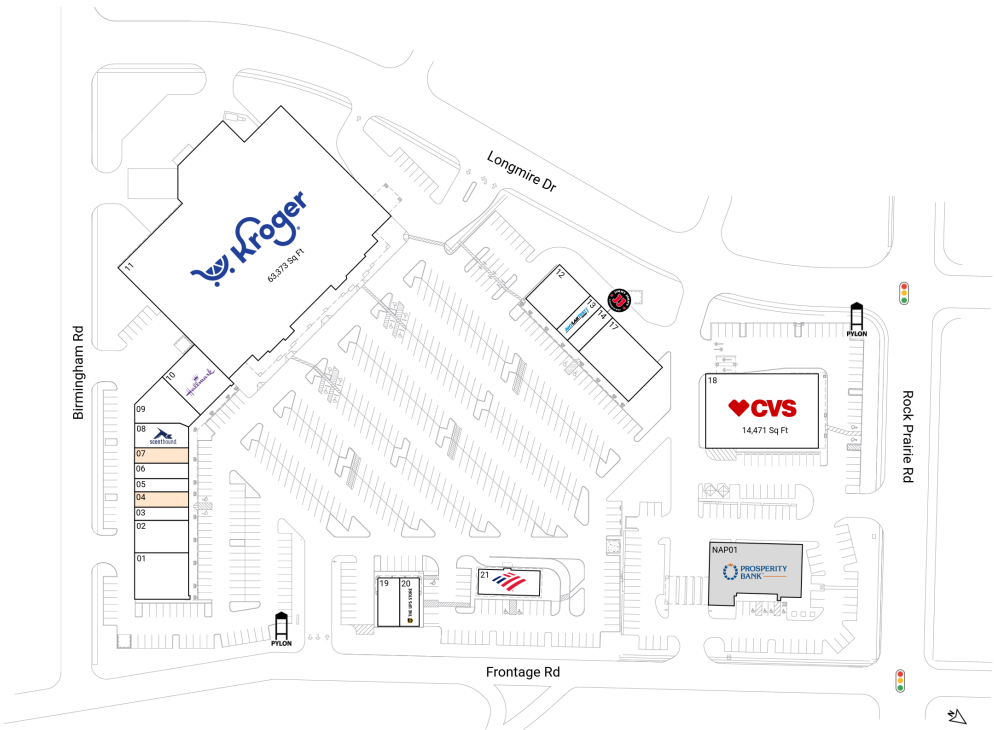 Longmire Dr
Kroger
63,373 Sq Ft
11
12
13
14
17
Birmingham Rd
PYLON
10
Hallmark
18
CVS
14,471 Sq Ft
Rock Prairie Rd
09
08
scenthound
07
06
05
04
03
02
01
NAP01
PROSPERITY
BANK
19
20
THE UPS STORE
21
PYLON
Frontage Rd
N